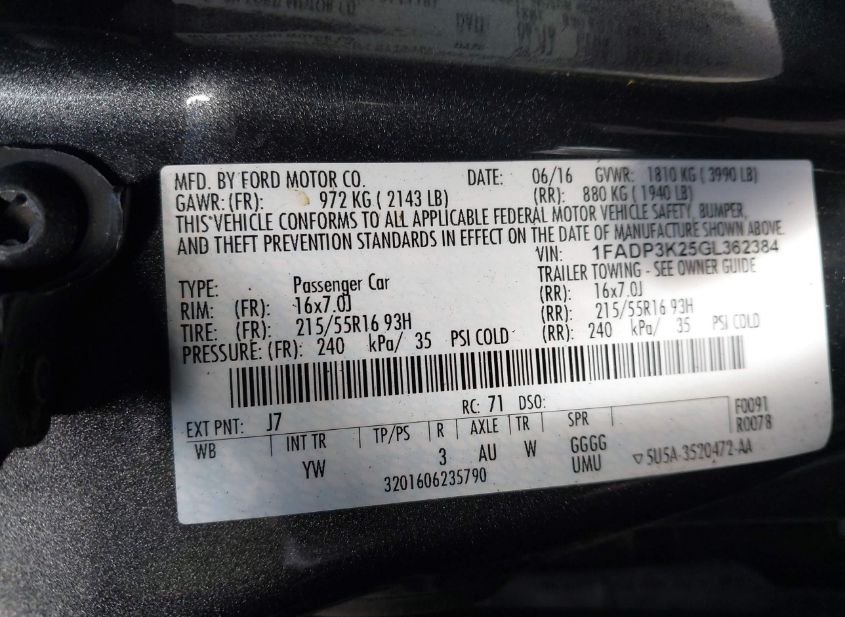 MFD. BY FORD MOTOR CO. DATE: 06/16 GVWR: 1810 KG ( 3990 LB)
GAWR: (FR): 972 KG ( 2143 LB) (RR): 880 KG ( 1940 LB)
THIS VEHICLE CONFORMS TO ALL APPLICABLE FEDERAL MOTOR VEHICLE SAFETY, BUMPER,
AND THEFT PREVENTION STANDARDS IN EFFECT ON THE DATE OF MANUFACTURE SHOWN ABOVE.
VIN: 1FADP3K25GL362384
TRAILER TOWING - SEE OWNER GUIDE
TYPE: Passenger Car
RIM: (FR): 16x7.0J (RR): 16x7.0J
TIRE: (FR): 215/55R16 93H (RR): 215/55R16 93H
PRESSURE: (FR): 240 kPa/ 35 PSI COLD (RR): 240 kPa/ 35 PSI COLD
EXT PNT: J7 RC: 71 DSO: F0091
WB INT TR TP/PS R AXLE TR SPR R0078
YW 3 AU W GGGG
UMU
3201606235790 5U5A-3520472-AA